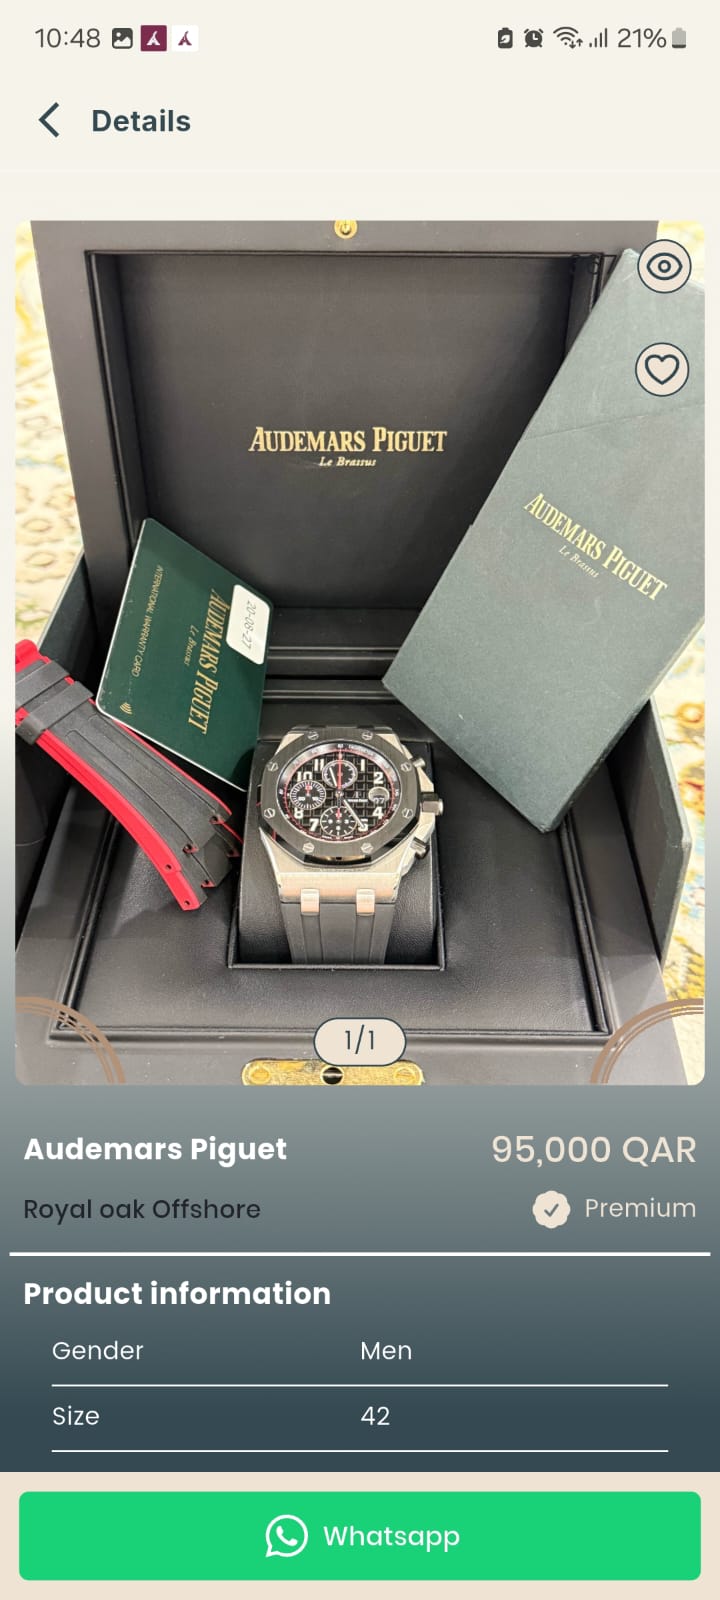 10:48
21%
Details
AUDEMARS PIGUET
Le Brassus
AUDEMARS PIGUET
Le Brassus
INTERNATIONAL WARRANTY CARD
AUDEMARS PIGUET
Le Brassus
20-08-27
1/1
Audemars Piguet
95,000 QAR
Royal oak Offshore
Premium
Product information
Gender
Men
Size
42
Whatsapp